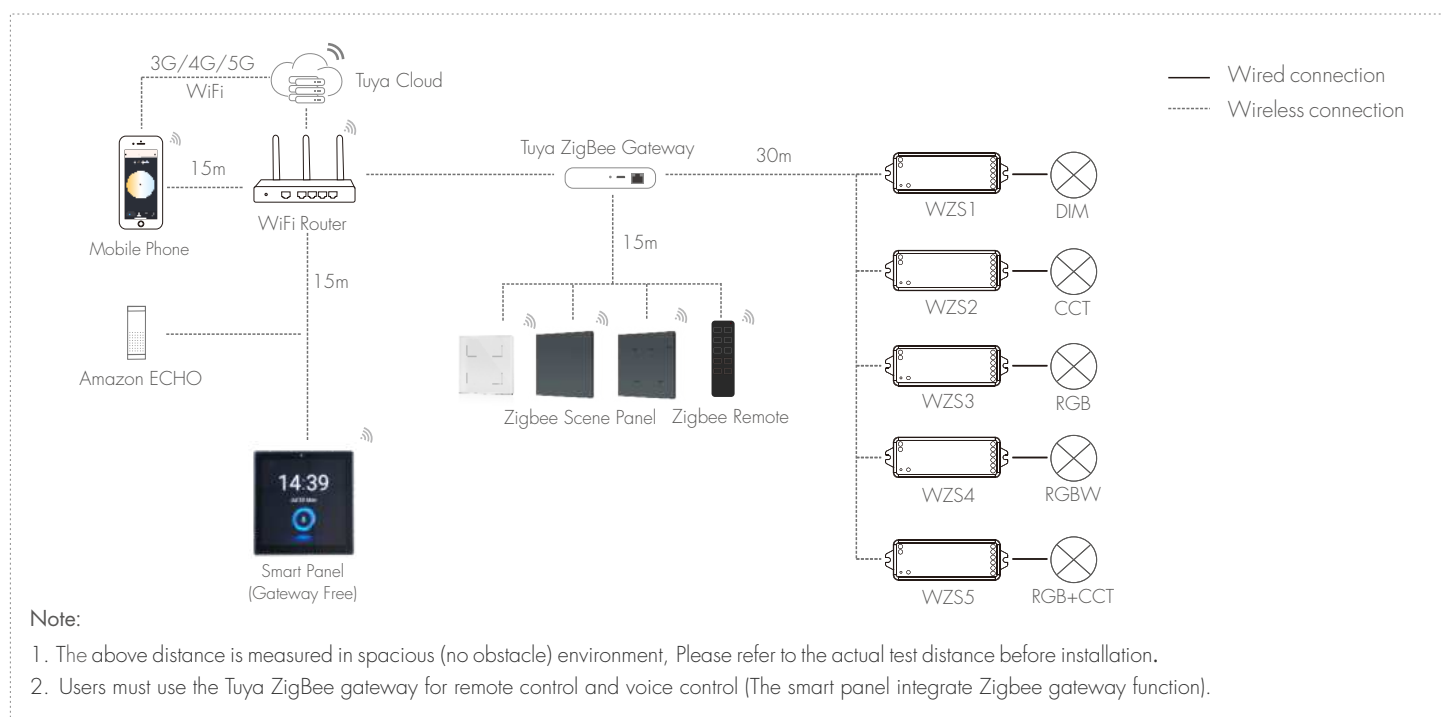 3G/4G/5G
WiFi
Tuya Cloud
Wired connection
Wireless connection
15m
Tuya ZigBee Gateway
30m
WiFi Router
Mobile Phone
WZS1
DIM
15m
15m
WZS2
CCT
Amazon ECHO
WZS3
RGB
Zigbee Scene Panel
Zigbee Remote
14:39
WZS4
RGBW
Smart Panel
(Gateway Free)
WZS5
RGB+CCT
Note:
1. The above distance is measured in spacious (no obstacle) environment, Please refer to the actual test distance before installation.
2. Users must use the Tuya ZigBee gateway for remote control and voice control (The smart panel integrate Zigbee gateway function).